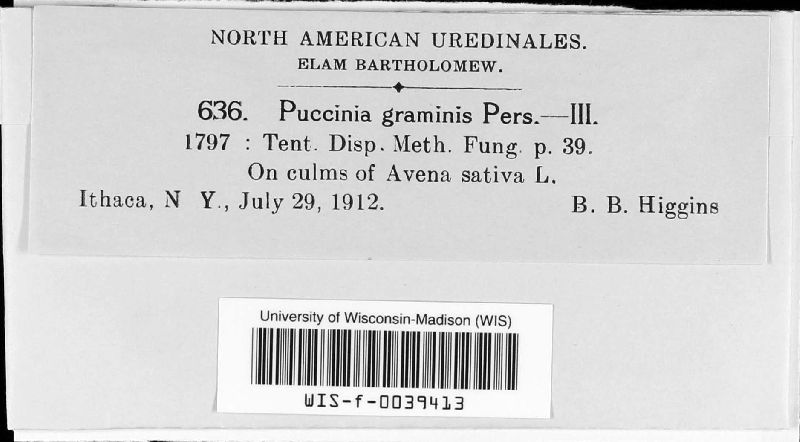 NORTH AMERICAN UREDINALES.
ELAM BARTHOLOMEW.
636. Puccinia graminis Pers.—III.
1797 : Tent. Disp. Meth. Fung. p. 39.
On culms of Avena sativa L.
Ithaca, N Y., July 29, 1912. B. B. Higgins
University of Wisconsin-Madison (WIS)
WIS-f-0039413